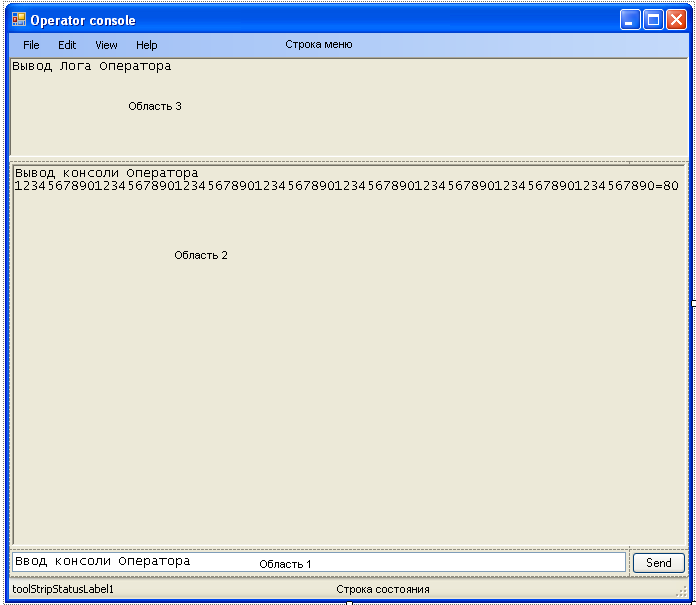 Operator console
File Edit View Help Строка меню
Вывод Лога Оператора
Область 3
Вывод консоли Оператора
12345678901234567890123456789012345678901234567890123456789012345678901234567890=80
Область 2
Ввод консоли Оператора Область 1 Send
toolStripStatusLabel1 Строка состояния